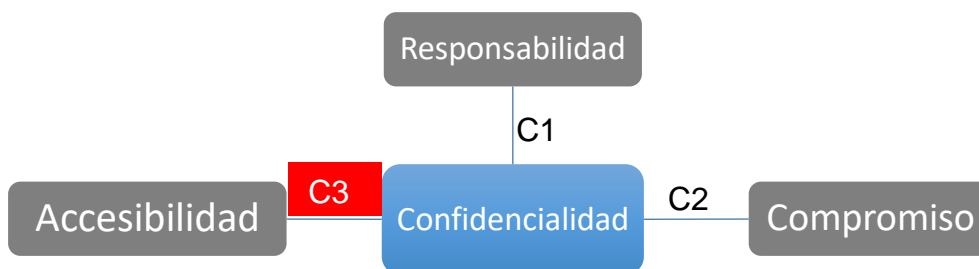 Responsabilidad
C1
Accesibilidad
C3
Confidencialidad
C2
Compromiso